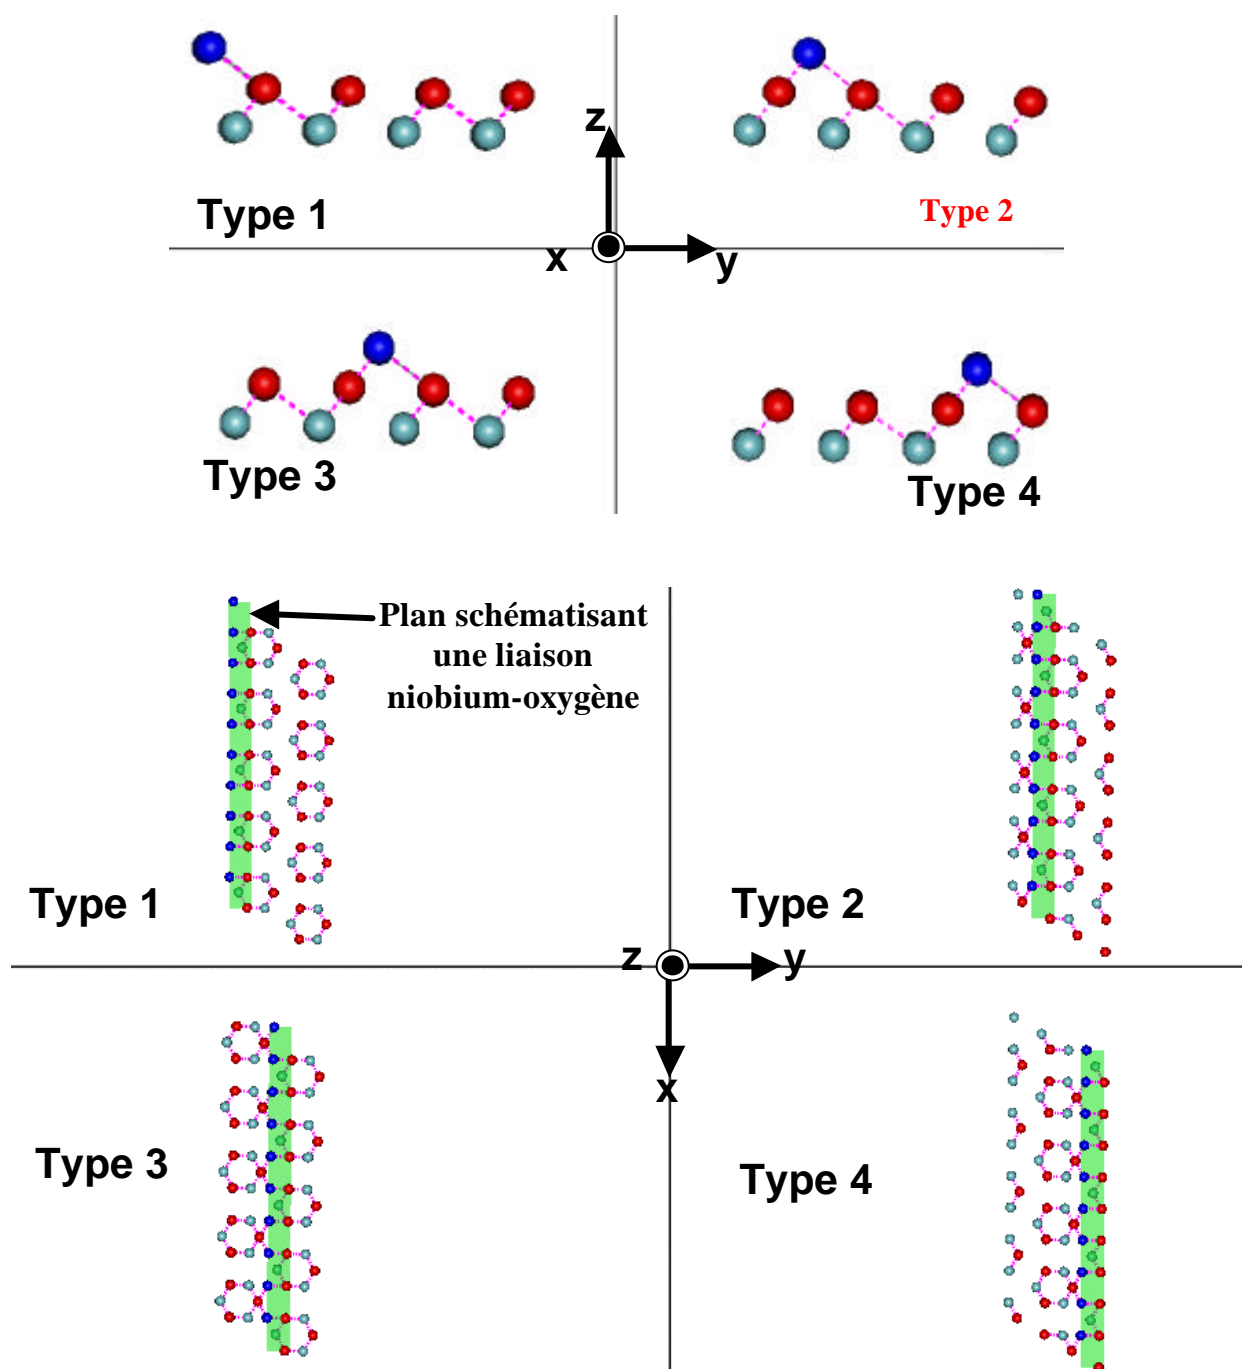 z
Type 1
Type 2
x
y
Type 3
Type 4
Plan schématisant
une liaison
niobium-oxygène
Type 1
Type 2
z
y
x
Type 3
Type 4